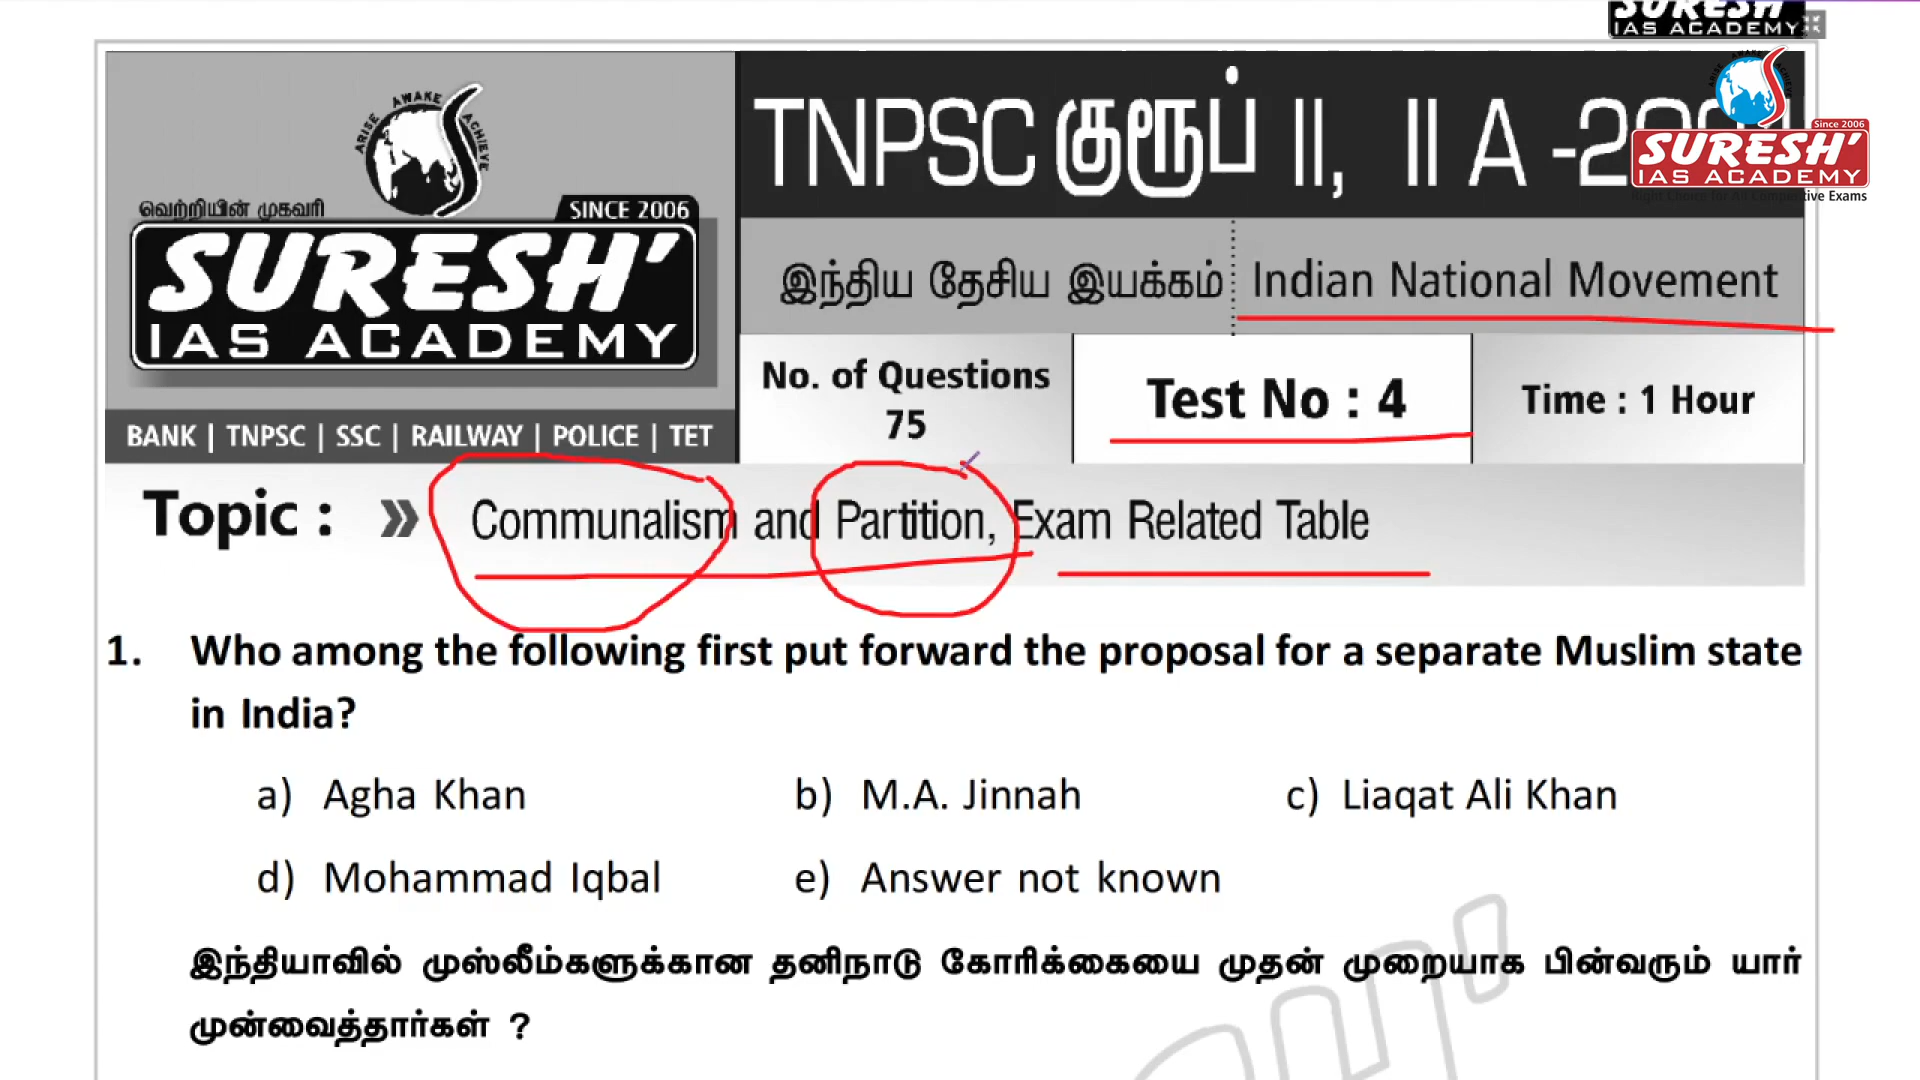 SURESH'
IAS ACADEMY
ARISE AWAKE ACHIEVE
வெற்றியின் முகவரி
SINCE 2006
SURESH'
IAS ACADEMY
BANK | TNPSC | SSC | RAILWAY | POLICE | TET
TNPSC குரூப் II, II A -2
Since 2006
SURESH'
IAS ACADEMY
இந்திய தேசிய இயக்கம் Indian National Movement
No. of Questions
75
Test No : 4
Time : 1 Hour
Topic : » Communalism and Partition, Exam Related Table
1. Who among the following first put forward the proposal for a separate Muslim state
in India?
a) Agha Khan b) M.A. Jinnah c) Liaqat Ali Khan
d) Mohammad Iqbal e) Answer not known
இந்தியாவில் முஸ்லீம்களுக்கான தனிநாடு கோரிக்கையை முதன் முறையாக பின்வரும் யார்
முன்வைத்தார்கள் ?